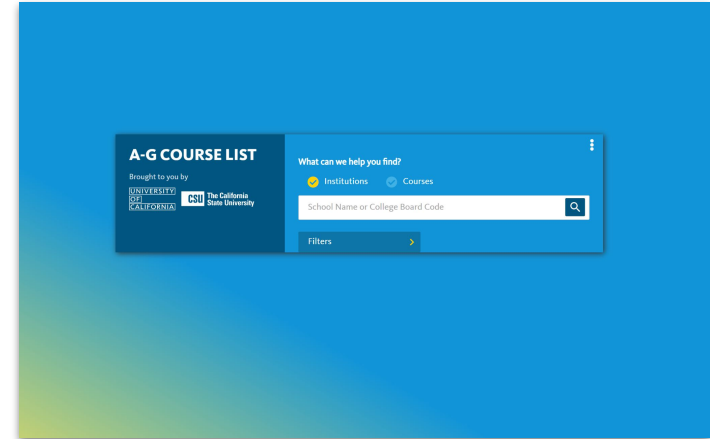 A-G COURSE LIST
Brought to you by
UNIVERSITY
OF
CALIFORNIA
CSU The California
State University
What can we help you find?
Institutions Courses
School Name or College Board Code
Filters